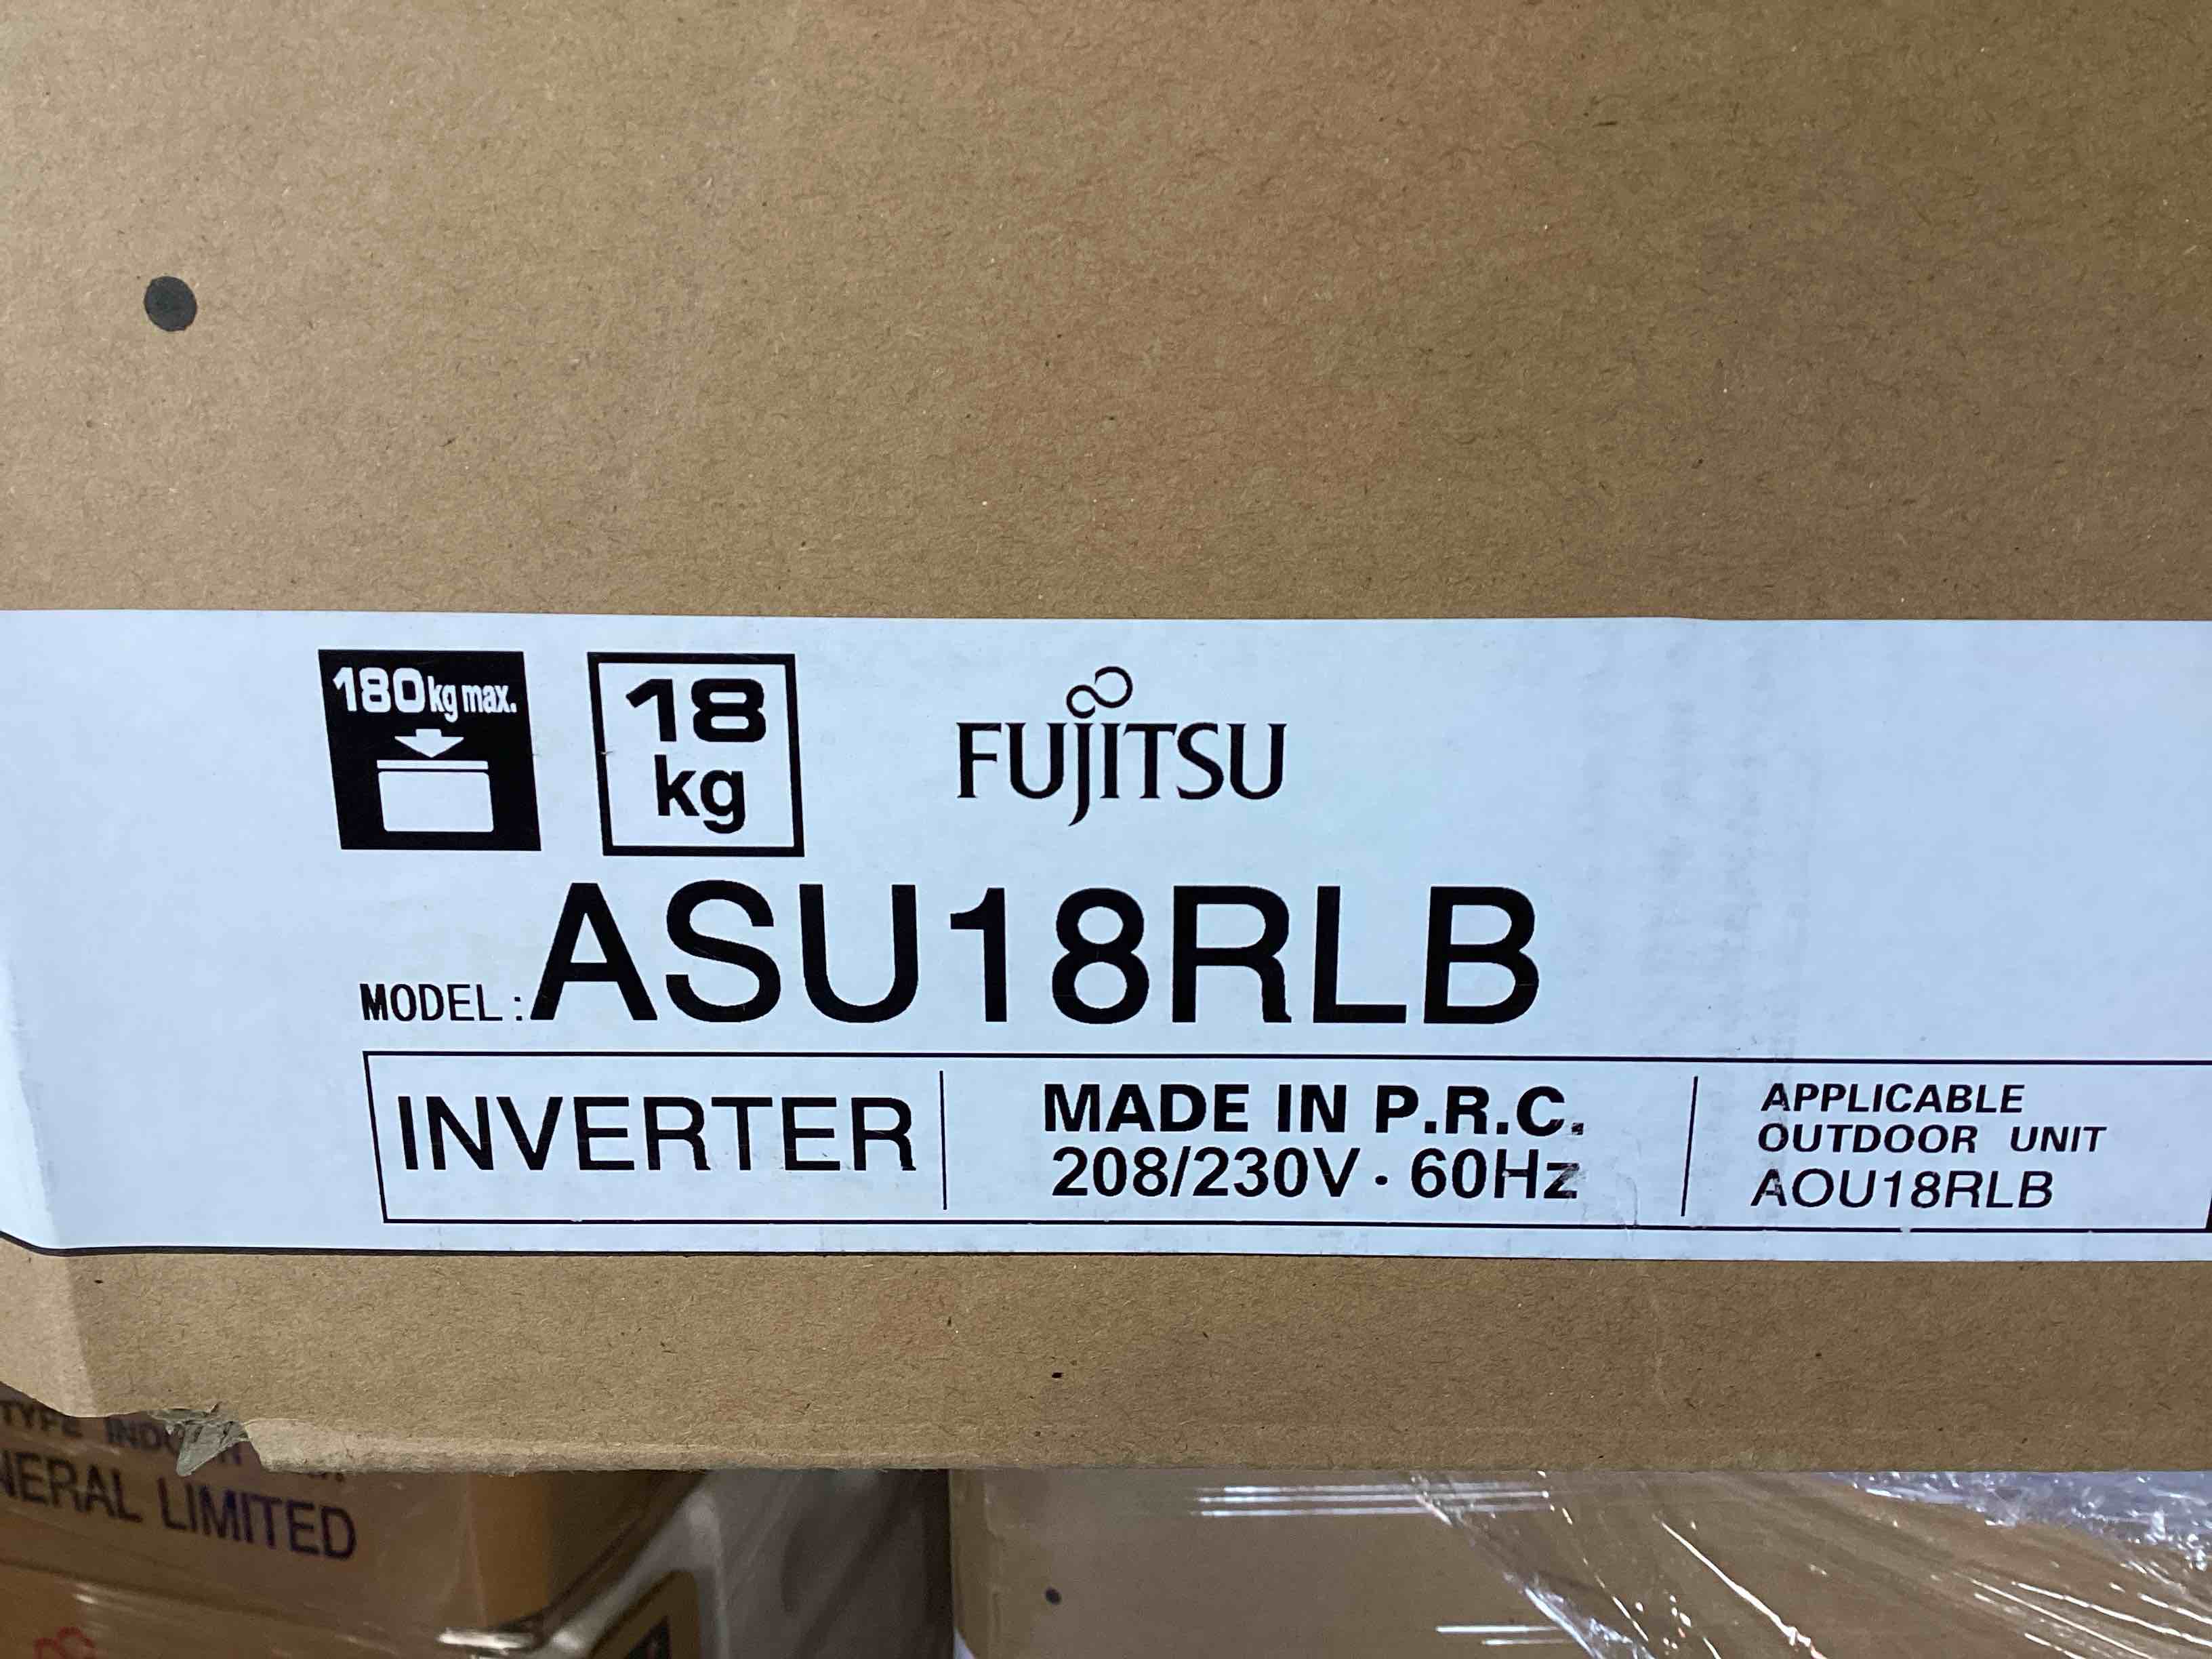 180kg max.
18
kg
FUJITSU
MODEL: ASU18RLB
INVERTER
MADE IN P.R.C.
208/230V · 60Hz
APPLICABLE
OUTDOOR UNIT
AOU18RLB
TYPE
NERAL LIMITED